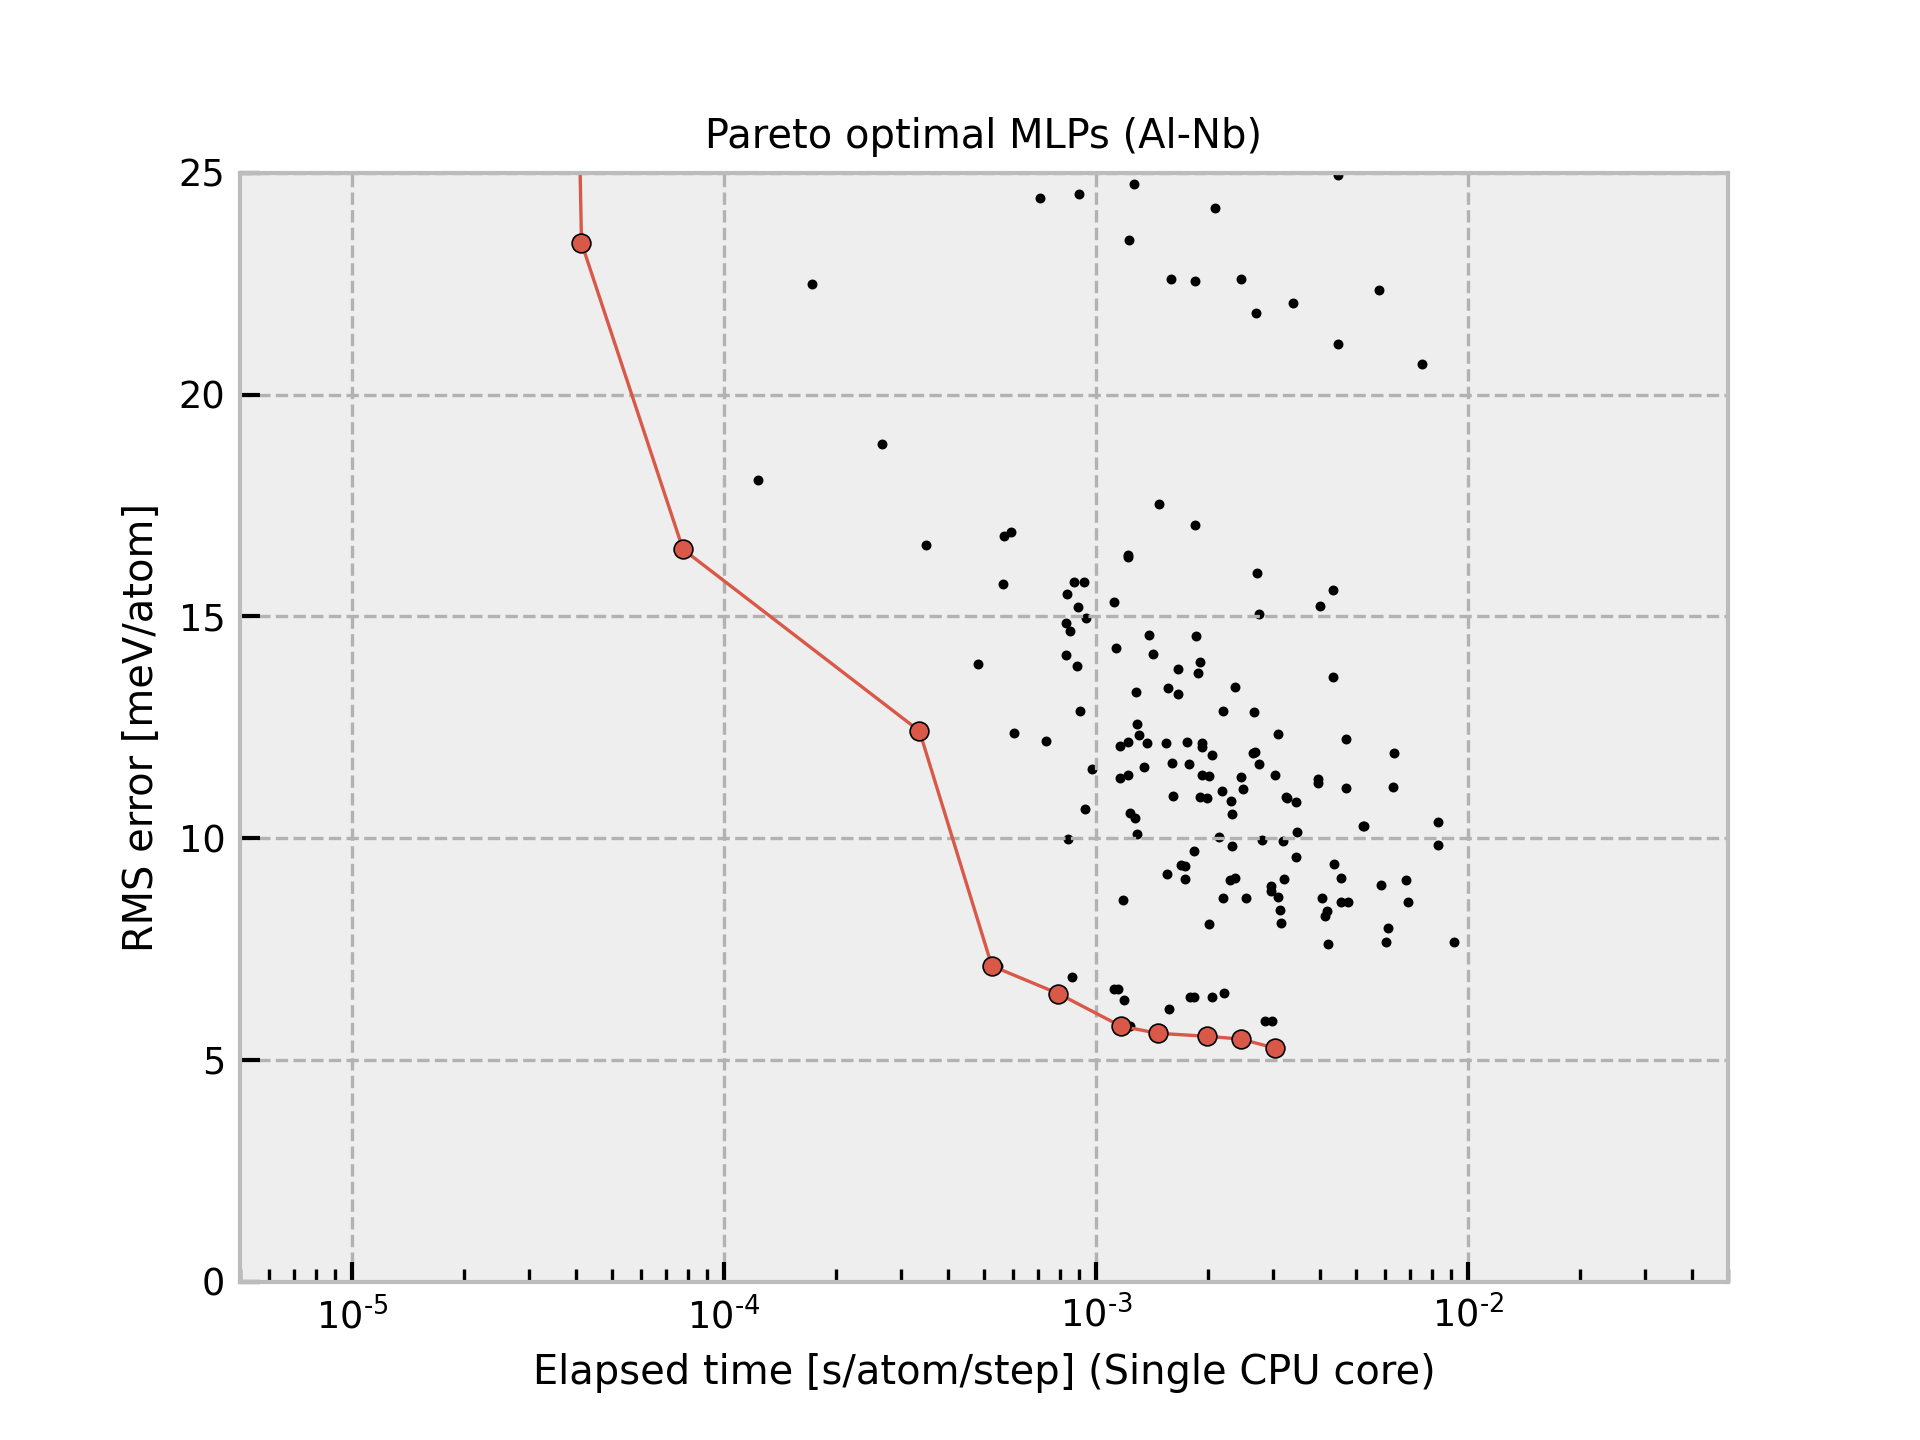 Pareto optimal MLPs (Al-Nb)
25
20
15
10
5
0
RMS error [meV/atom]
10^-5 10^-4 10^-3 10^-2
Elapsed time [s/atom/step] (Single CPU core)